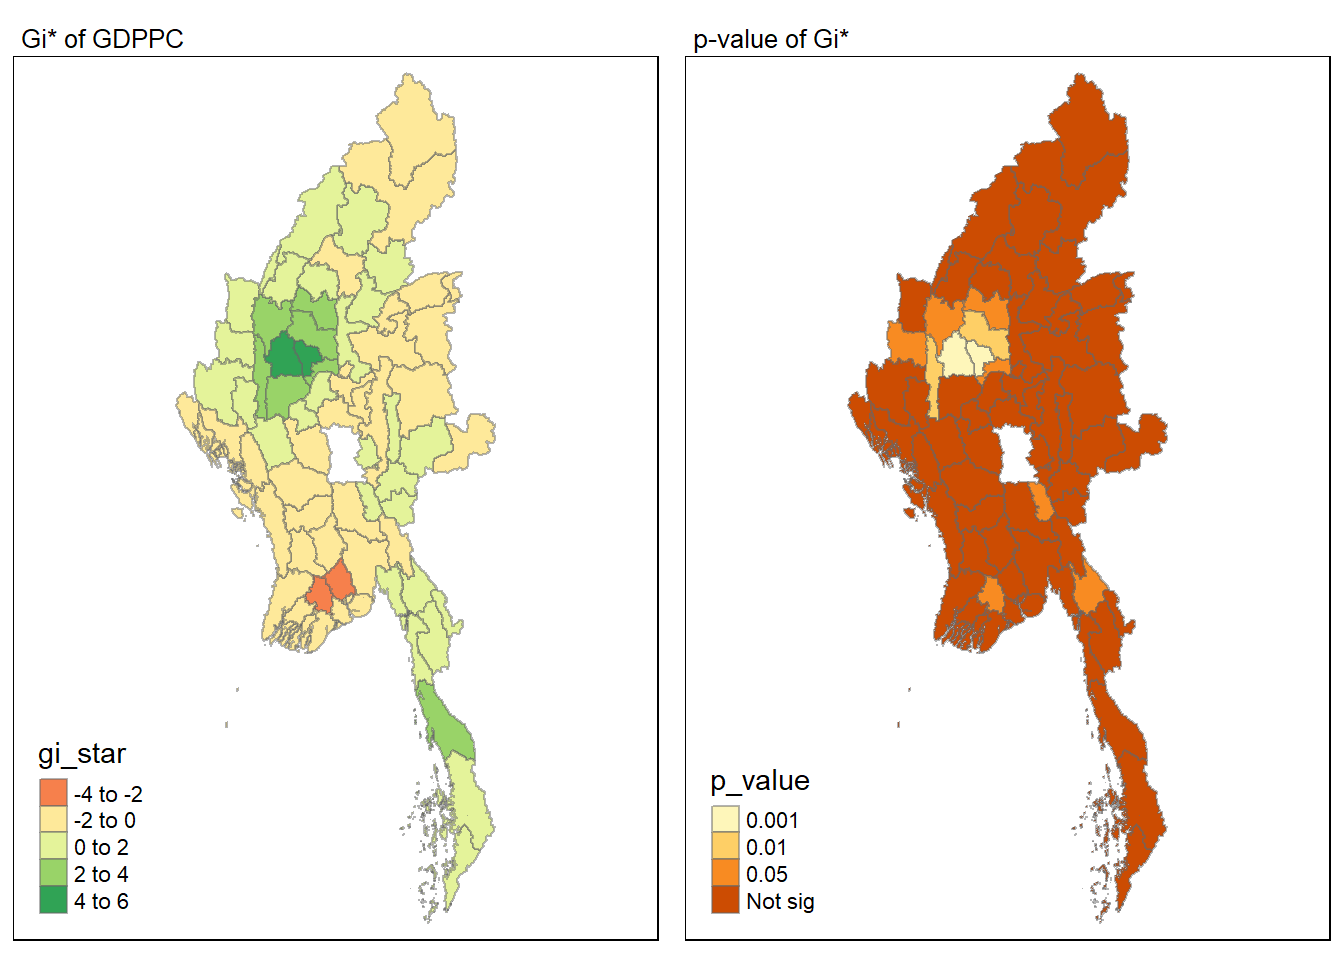 Gi* of GDPPC
p-value of Gi*
gi_star
-4 to -2
-2 to 0
0 to 2
2 to 4
4 to 6
p_value
0.001
0.01
0.05
Not sig